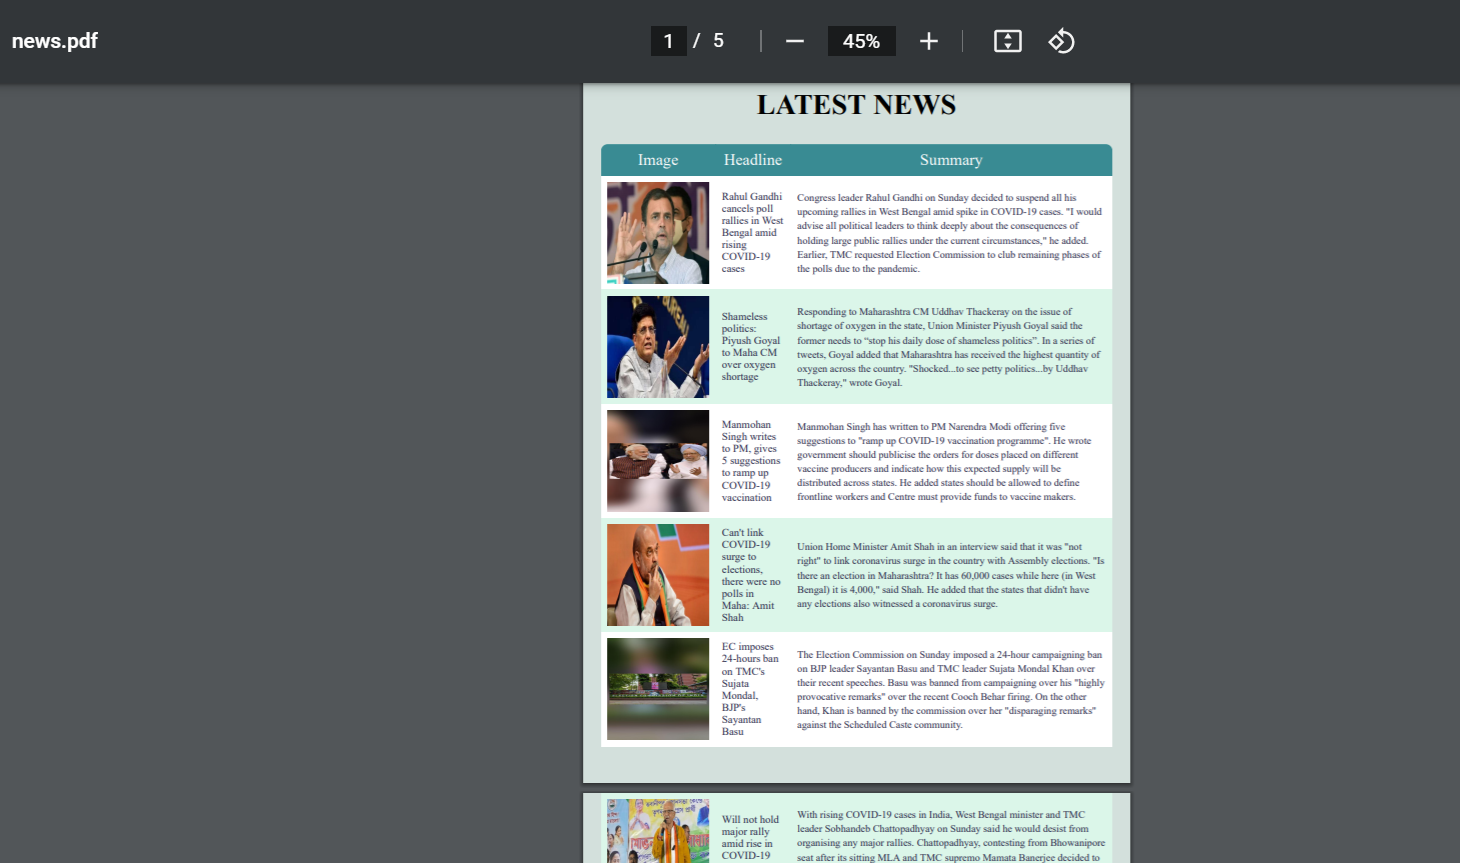 news.pdf
1 / 5
45%
LATEST NEWS
Image Headline Summary
Rahul Gandhi
cancels poll
rallies in West
Bengal amid
rising
COVID-19
cases
Congress leader Rahul Gandhi on Sunday decided to suspend all his
upcoming rallies in West Bengal amid spike in COVID-19 cases. "I would
advise all political leaders to think deeply about the consequences of
holding large public rallies under the current circumstances," he added.
Earlier, TMC requested Election Commission to club remaining phases of
the polls due to the pandemic.
Shameless
politics:
Piyush Goyal
to Maha CM
over oxygen
shortage
Responding to Maharashtra CM Uddhav Thackeray on the issue of
shortage of oxygen in the state, Union Minister Piyush Goyal said the
former needs to “stop his daily dose of shameless politics”. In a series of
tweets, Goyal added that Maharashtra has received the highest quantity of
oxygen across the country. "Shocked...to see petty politics...by Uddhav
Thackeray," wrote Goyal.
Manmohan
Singh writes
to PM, gives
5 suggestions
to ramp up
COVID-19
vaccination
Manmohan Singh has written to PM Narendra Modi offering five
suggestions to "ramp up COVID-19 vaccination programme". He wrote
government should publicise the orders for doses placed on different
vaccine producers and indicate how this expected supply will be
distributed across states. He added states should be allowed to define
frontline workers and Centre must provide funds to vaccine makers.
Can't link
COVID-19
surge to
elections,
there were no
polls in
Maha: Amit
Shah
Union Home Minister Amit Shah in an interview said that it was "not
right" to link coronavirus surge in the country with Assembly elections. "Is
there an election in Maharashtra? It has 60,000 cases while here (in West
Bengal) it is 4,000," said Shah. He added that the states that didn't have
any elections also witnessed a coronavirus surge.
EC imposes
24-hours ban
on TMC's
Sujata
Mondal,
BJP's
Sayantan
Basu
The Election Commission on Sunday imposed a 24-hour campaigning ban
on BJP leader Sayantan Basu and TMC leader Sujata Mondal Khan over
their recent speeches. Basu was banned from campaigning over his "highly
provocative remarks" over the recent Cooch Behar firing. On the other
hand, Khan is banned by the commission over her "disparaging remarks"
against the Scheduled Caste community.
Will not hold
major rally
amid rise in
COVID-19
With rising COVID-19 cases in India, West Bengal minister and TMC
leader Sobhandeb Chattopadhyay on Sunday said he would desist from
organising any major rallies. Chattopadhyay, contesting from Bhowanipore
seat after its sitting MLA and TMC supremo Mamata Banerjee decided to